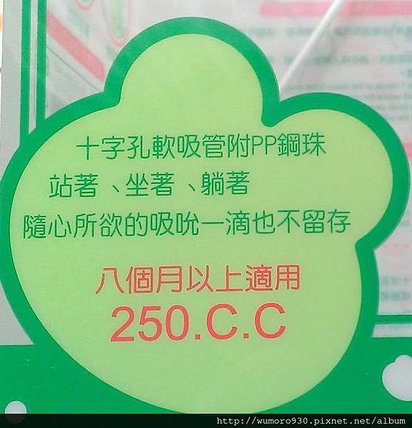 十字孔軟吸管附PP鋼珠
站著、坐著、躺著
隨心所欲的吸吮一滴也不留存
八個月以上適用
250.C.C
http://wumoro930.pixnet.net/album